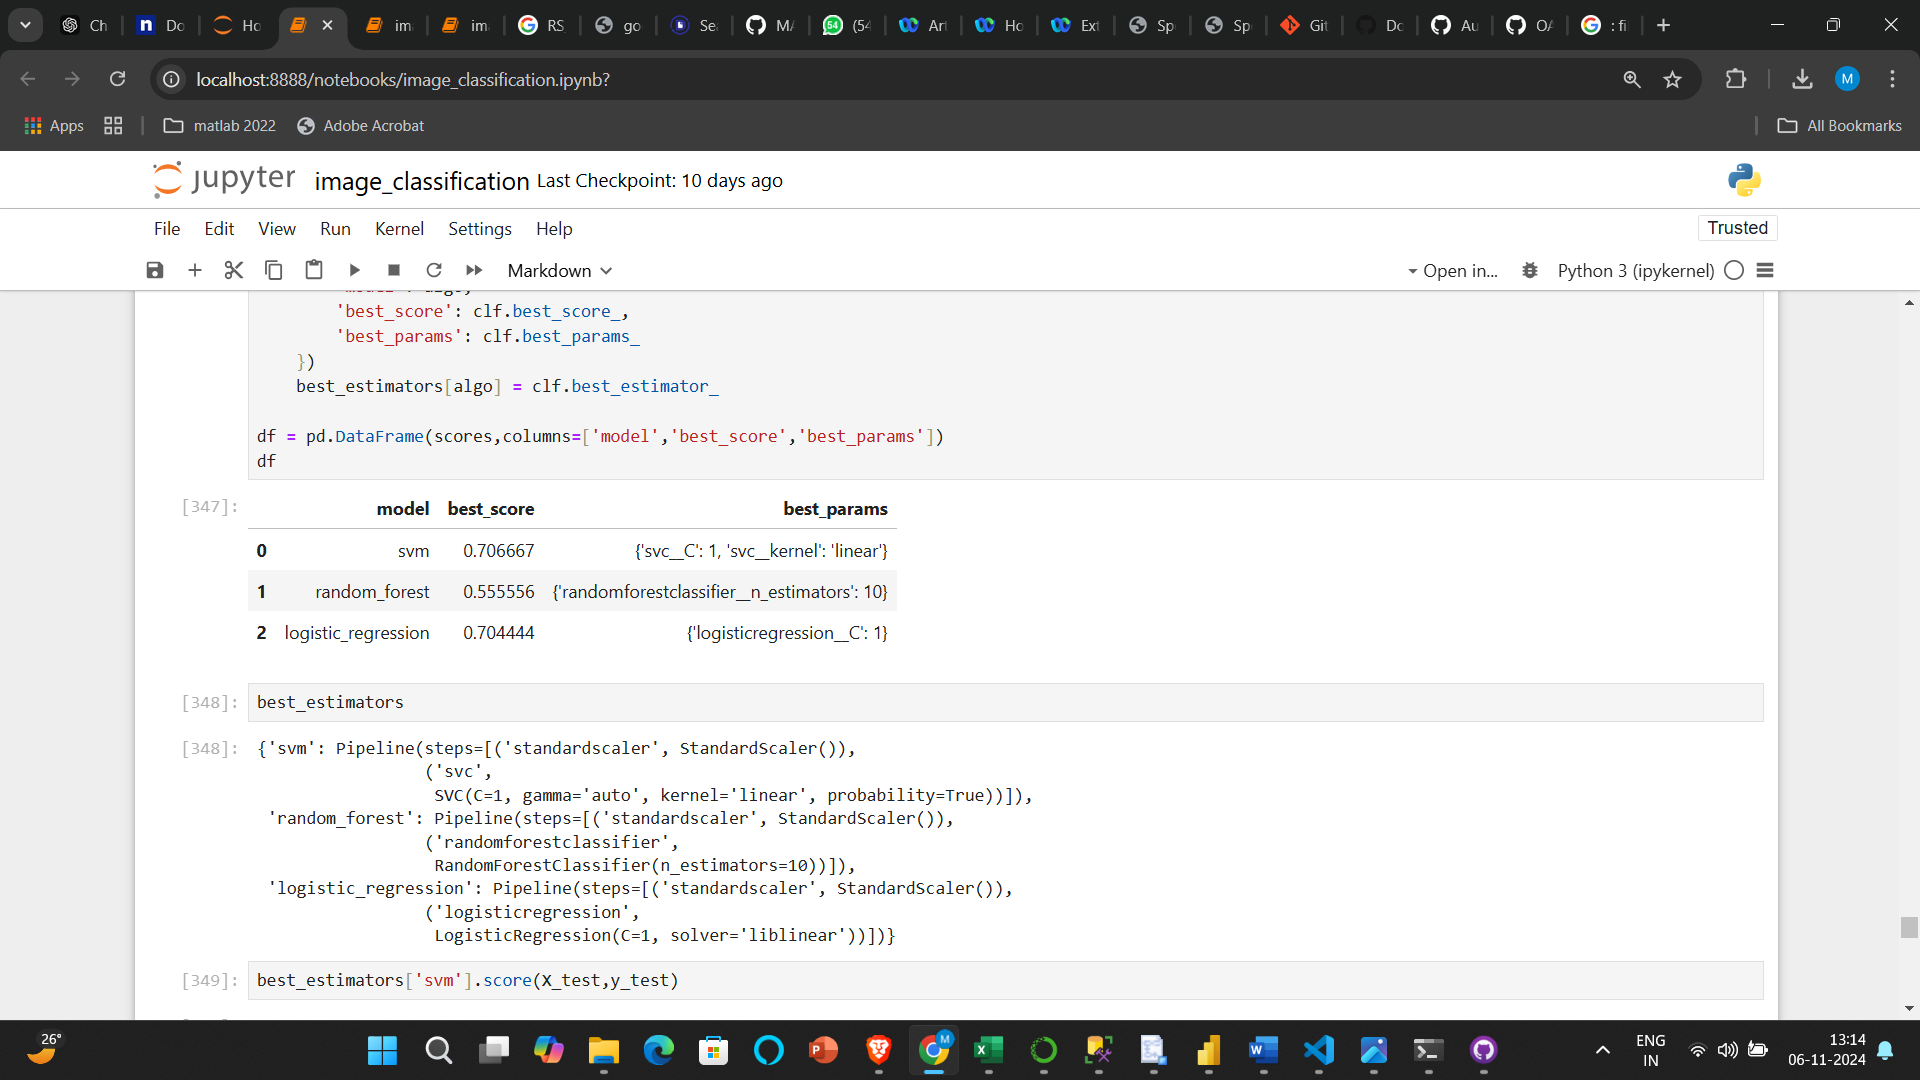 Ch
Do
Ho
im
im
RS
go
Se
MA
(54
Art
Ho
Ext
Sp
Sp
Git
Do
Au
OA
: fi
localhost:8888/notebooks/image_classification.ipynb?
M
Apps
matlab 2022
Adobe Acrobat
All Bookmarks
jupyter image_classification Last Checkpoint: 10 days ago
File Edit View Run Kernel Settings Help
Trusted
Markdown
Open in...
Python 3 (ipykernel)
'best_score': clf.best_score_,
'best_params': clf.best_params_
})
best_estimators[algo] = clf.best_estimator_
df = pd.DataFrame(scores,columns=['model','best_score','best_params'])
df
[347]:
model best_score best_params
0 svm 0.706667 {'svc__C': 1, 'svc__kernel': 'linear'}
1 random_forest 0.555556 {'randomforestclassifier__n_estimators': 10}
2 logistic_regression 0.704444 {'logisticregression__C': 1}
[348]: best_estimators
[348]: {'svm': Pipeline(steps=[('standardscaler', StandardScaler()),
('svc',
SVC(C=1, gamma='auto', kernel='linear', probability=True))]),
'random_forest': Pipeline(steps=[('standardscaler', StandardScaler()),
('randomforestclassifier',
RandomForestClassifier(n_estimators=10))]),
'logistic_regression': Pipeline(steps=[('standardscaler', StandardScaler()),
('logisticregression',
LogisticRegression(C=1, solver='liblinear'))])}
[349]: best_estimators['svm'].score(X_test,y_test)
26°
ENG
IN
13:14
06-11-2024